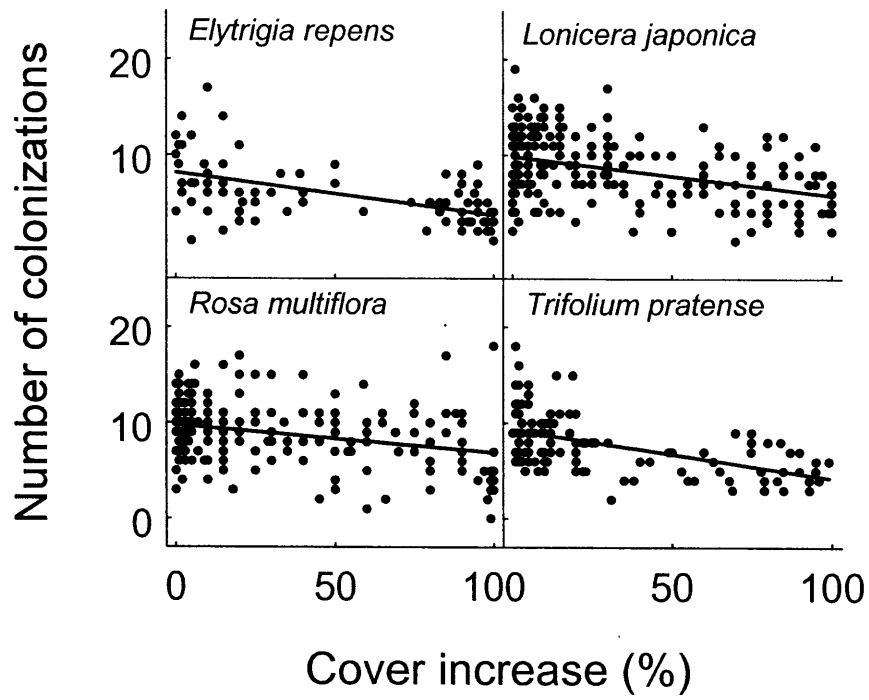 Elytrigia repens
Lonicera japonica
20
10
Number of colonizations
Rosa multiflora
Trifolium pratense
20
10
0
0
50
100
50
100
Cover increase (%)